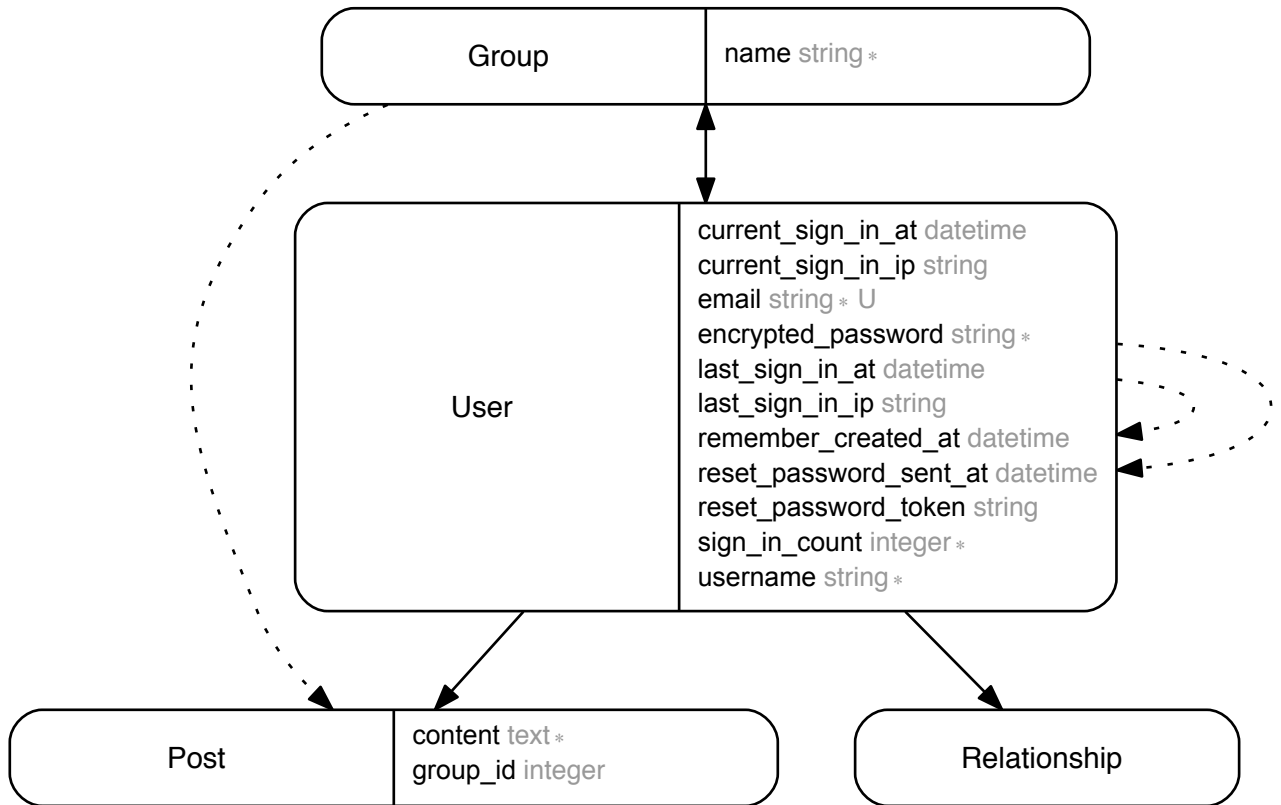 Group
name string *
User
current_sign_in_at datetime
current_sign_in_ip string
email string * U
encrypted_password string *
last_sign_in_at datetime
last_sign_in_ip string
remember_created_at datetime
reset_password_sent_at datetime
reset_password_token string
sign_in_count integer *
username string *
Post
content text *
group_id integer
Relationship